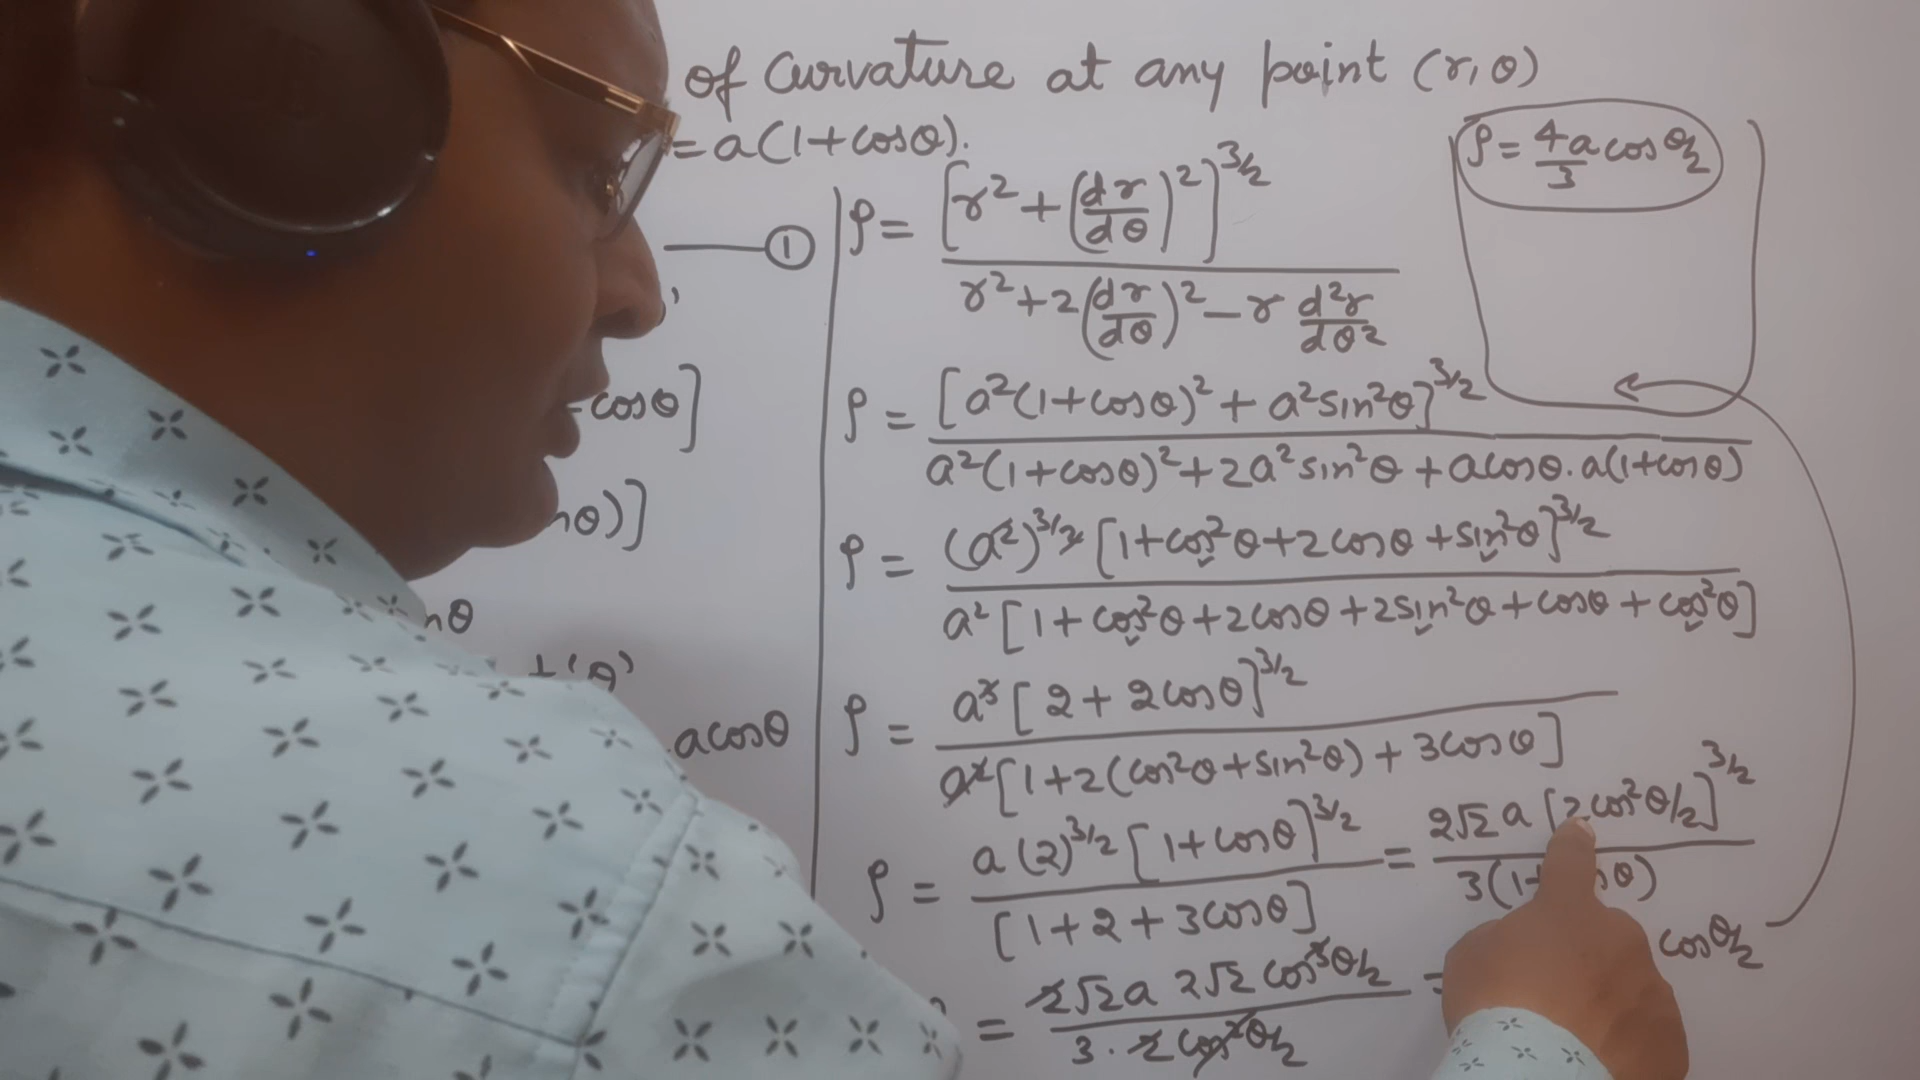 of curvature at any point (r, θ)
= a(1+cosθ).
ρ = 4a/3 cos θ/2
①
ρ = [r² + (dr/dθ)²]^3/2 / r² + 2(dr/dθ)² − r d²r/dθ²
cosθ]
ρ = [a²(1+cosθ)² + a²sin²θ]^3/2 / a²(1+cosθ)² + 2a²sin²θ + acosθ.a(1+cosθ)
θ)]
ρ = (a²)^3/2 [1+cos²θ+2cosθ+sin²θ]^3/2 / a²[1+cos²θ+2cosθ+2sin²θ+cosθ+cos²θ]
nθ
acosθ
ρ = a³[2+2cosθ]^3/2 / a²[1+2(cos²θ+sin²θ)+3cosθ]
ρ = a(2)^3/2 [1+cosθ]^3/2 / [1+2+3cosθ] = 2√2 a [2cos²θ/2]^3/2 / 3(1+ θ)
= 2√2a 2√2 cos³θ/2 / 3.2cos²θ/2 = cosθ/2